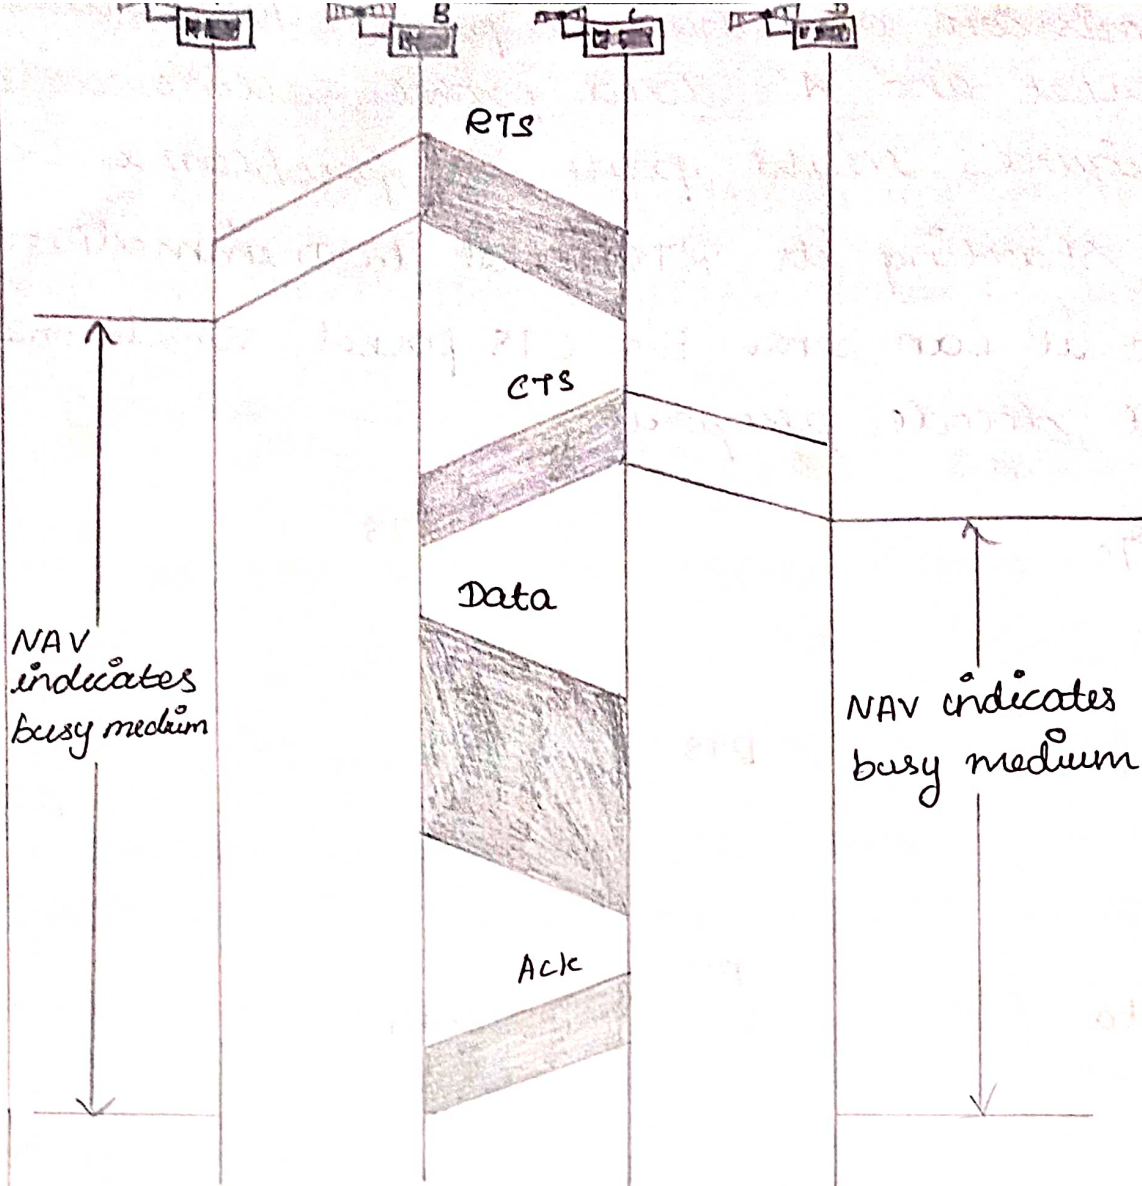 B
C
D
RTS
CTS
Data
NAV
indicates
busy medium
NAV indicates
busy medium
Ack